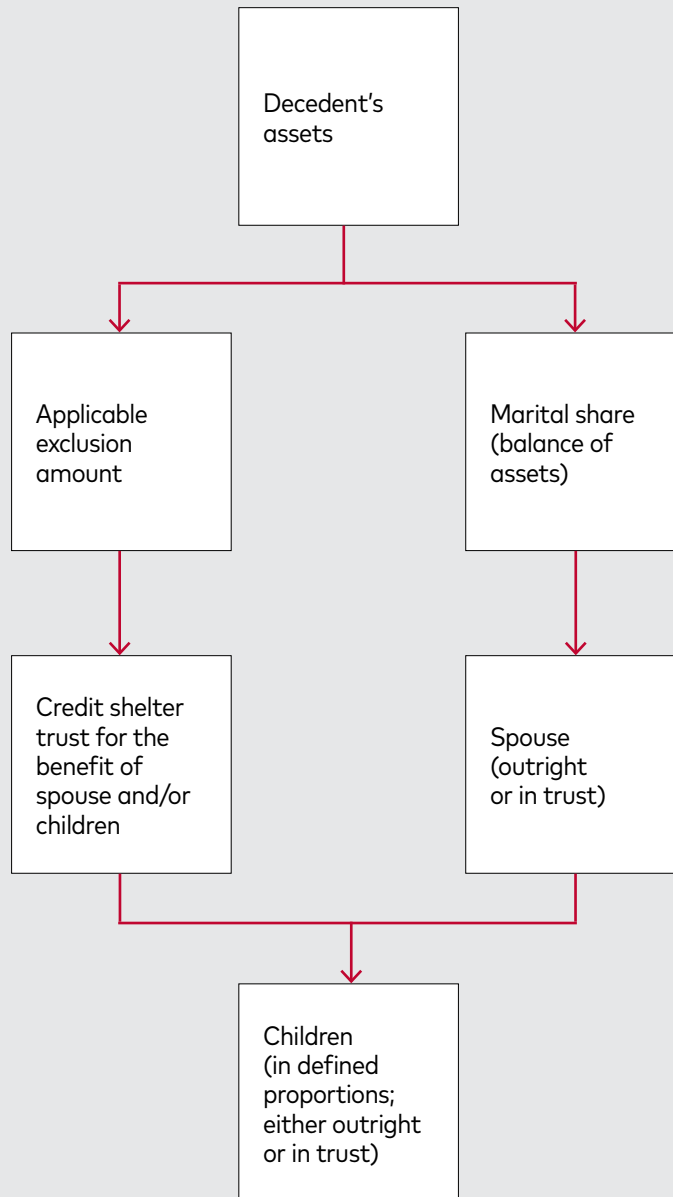 Decedent's
assets
Applicable
exclusion
amount
Marital share
(balance of
assets)
Credit shelter
trust for the
benefit of
spouse and/or
children
Spouse
(outright
or in trust)
Children
(in defined
proportions;
either outright
or in trust)